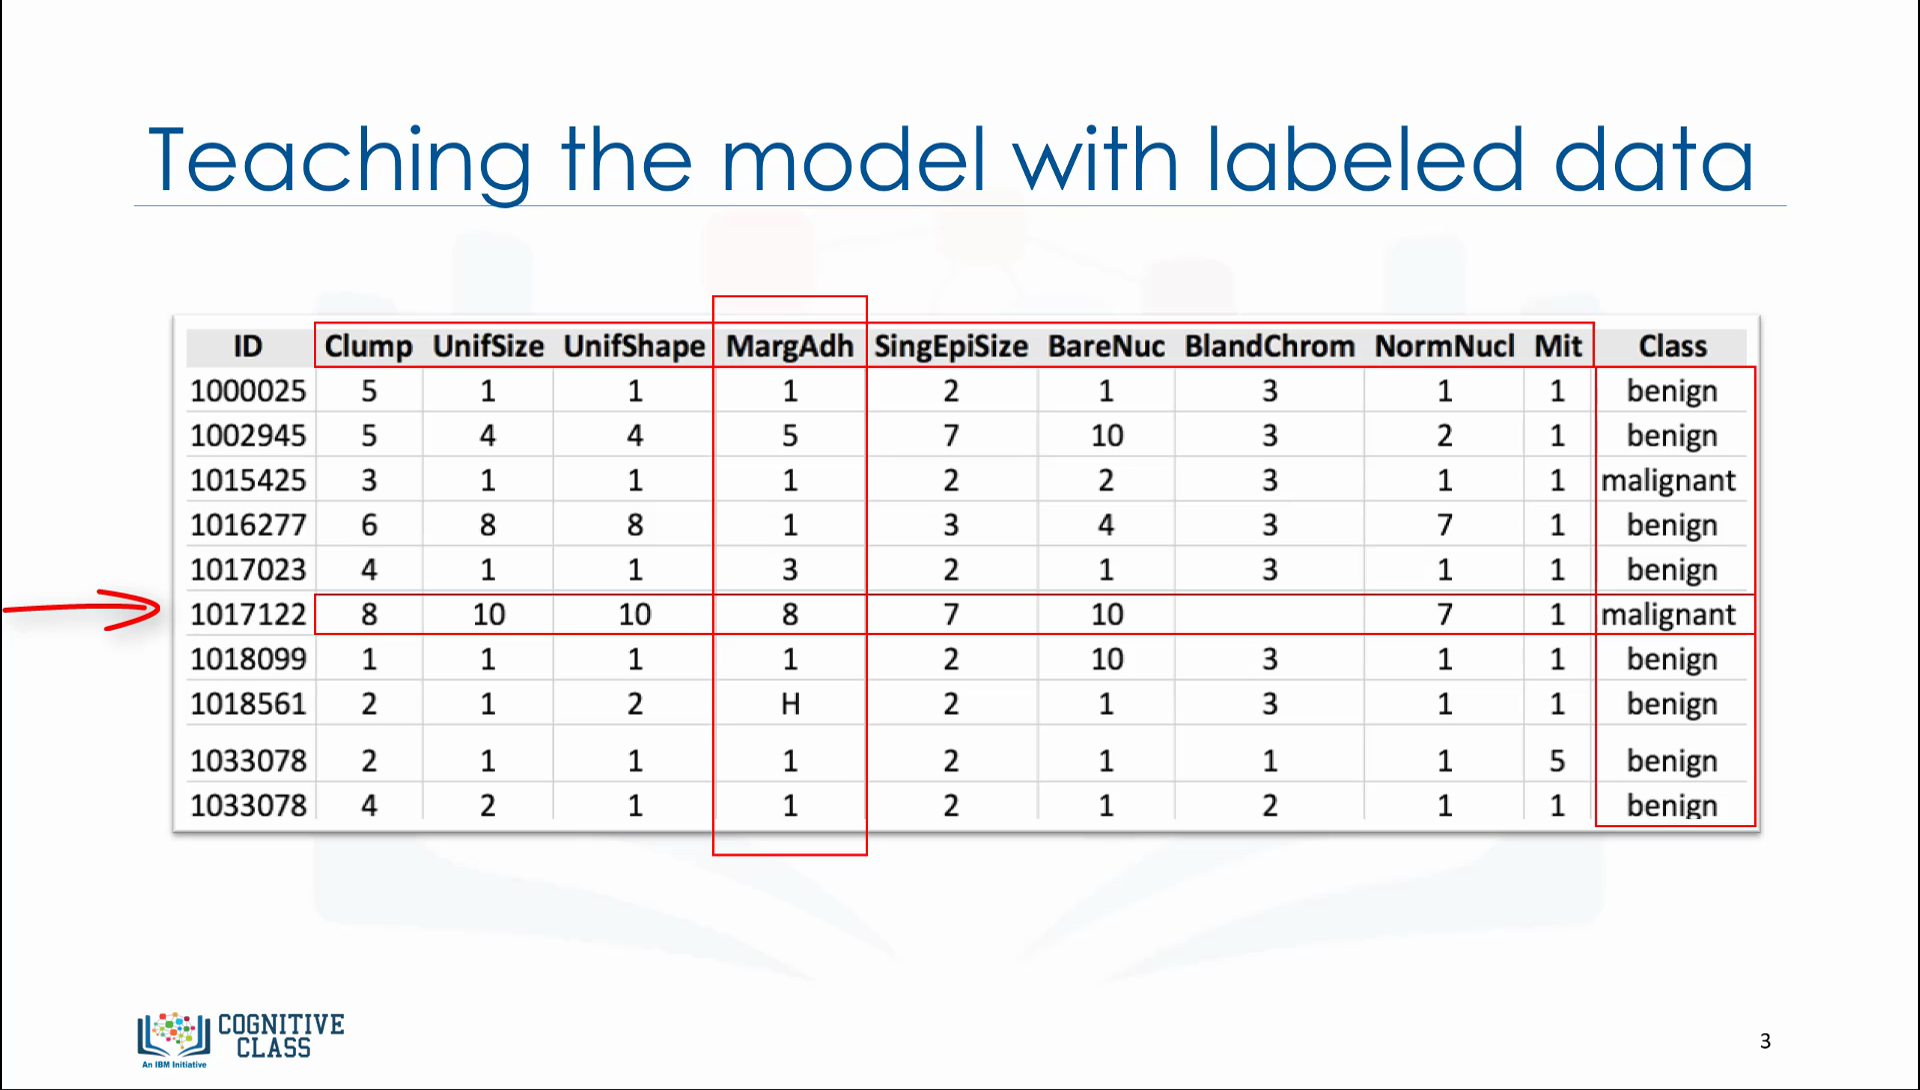 Teaching the model with labeled data
ID Clump UnifSize UnifShape MargAdh SingEpiSize BareNuc BlandChrom NormNucl Mit Class
1000025 5 1 1 1 2 1 3 1 1 benign
1002945 5 4 4 5 7 10 3 2 1 benign
1015425 3 1 1 1 2 2 3 1 1 malignant
1016277 6 8 8 1 3 4 3 7 1 benign
1017023 4 1 1 3 2 1 3 1 1 benign
1017122 8 10 10 8 7 10 7 1 malignant
1018099 1 1 1 1 2 10 3 1 1 benign
1018561 2 1 2 H 2 1 3 1 1 benign
1033078 2 1 1 1 2 1 1 1 5 benign
1033078 4 2 1 1 2 1 2 1 1 benign
COGNITIVE
CLASS
An IBM Initiative
3